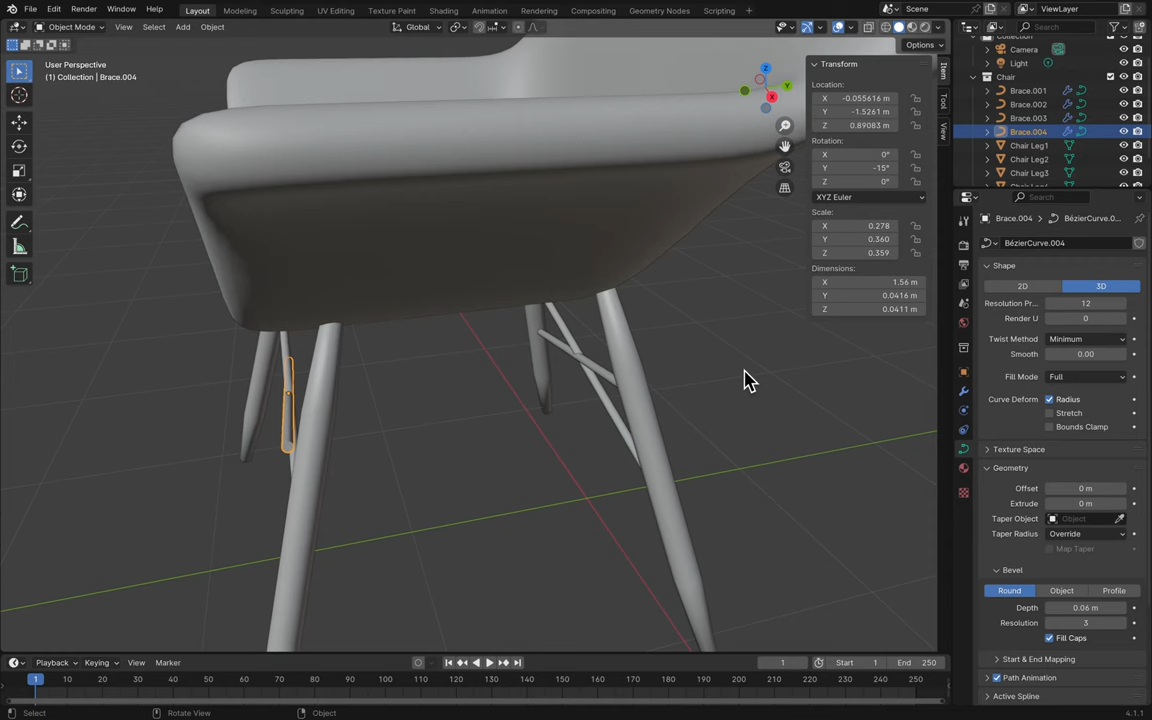 File Edit Render Window Help Layout Modeling Sculpting UV Editing Texture Paint Shading Animation Rendering Compositing Geometry Nodes Scripting Scene ViewLayer
Object Mode View Select Add Object Global
Options
User Perspective
(1) Collection | Brace.004
Transform
Location:
X -0.055616 m
Y -1.5261 m
Z 0.89083 m
Rotation:
X 0°
Y -15°
Z 0°
XYZ Euler
Scale:
X 0.278
Y 0.360
Z 0.359
Dimensions:
X 1.56 m
Y 0.0416 m
Z 0.0411 m
Item
Tool
View
Z
Y
X
Search
Camera
Light
Chair
Brace.001
Brace.002
Brace.003
Brace.004
Chair Leg1
Chair Leg2
Chair Leg3
Search
Brace.004 > BézierCurve.0...
BézierCurve.004
Shape
2D 3D
Resolution Pr... 12
Render U 0
Twist Method Minimum
Smooth 0.00
Fill Mode Full
Curve Deform Radius
Stretch
Bounds Clamp
Texture Space
Geometry
Offset 0 m
Extrude 0 m
Taper Object Object
Taper Radius Override
Map Taper
Bevel
Round Object Profile
Depth 0.06 m
Resolution 3
Fill Caps
Start & End Mapping
Path Animation
Active Spline
Playback Keying View Marker 1 Start 1 End 250
1 10 20 30 40 50 60 70 80 90 100 110 120 130 140 150 160 170 180 190 200 210 220 230 240 250
Select Rotate View Object 4.1.1